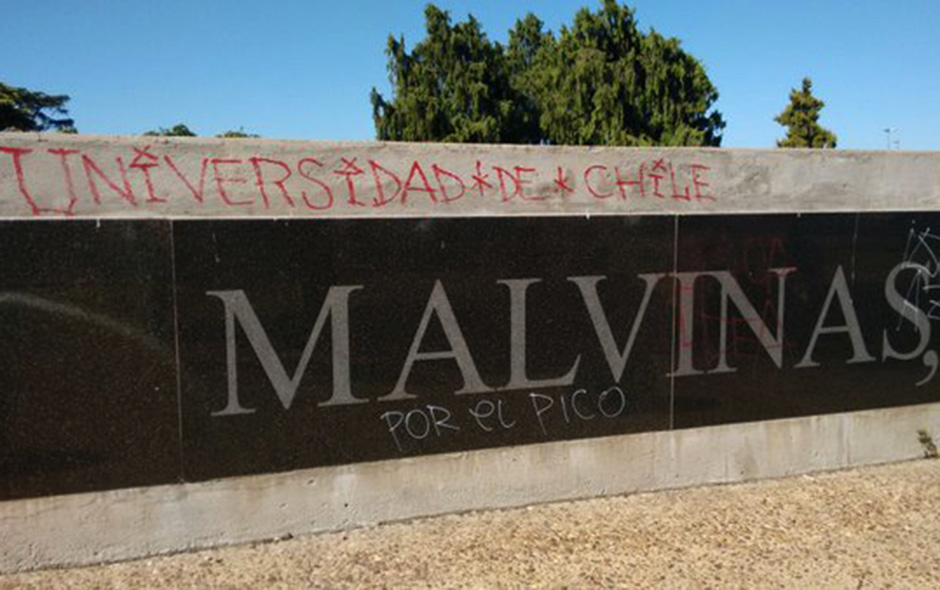 UNIVERSIDAD*DE*CHILE
MALVINAS,
POR el PICO